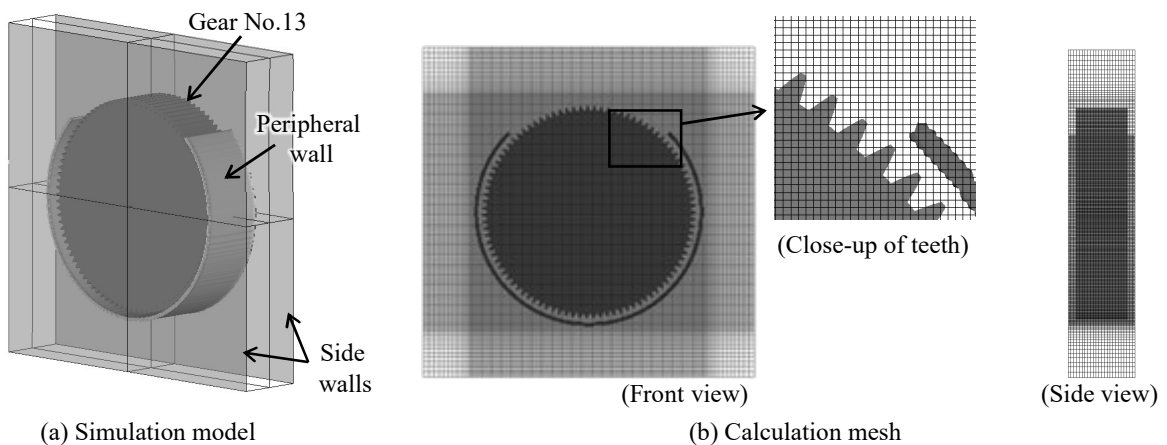 Gear No.13
Peripheral
wall
Side
walls
(a) Simulation model
(Close-up of teeth)
(Front view)
(Side view)
(b) Calculation mesh